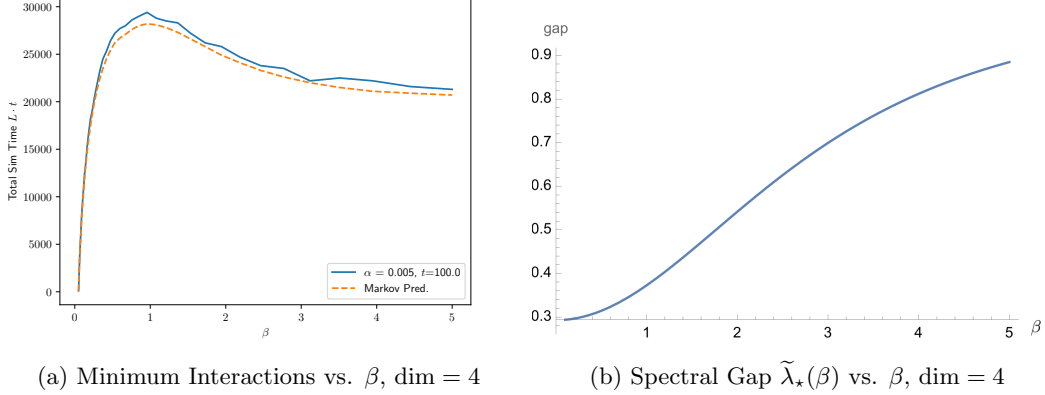 30000
25000
20000
15000
10000
5000
0
Total Sim Time L · t
α = 0.005, t=100.0
Markov Pred.
0 1 2 3 4 5
β
gap
0.9
0.8
0.7
0.6
0.5
0.4
0.3
1 2 3 4 5 β
(a) Minimum Interactions vs. β, dim = 4
(b) Spectral Gap λ̃⋆(β) vs. β, dim = 4